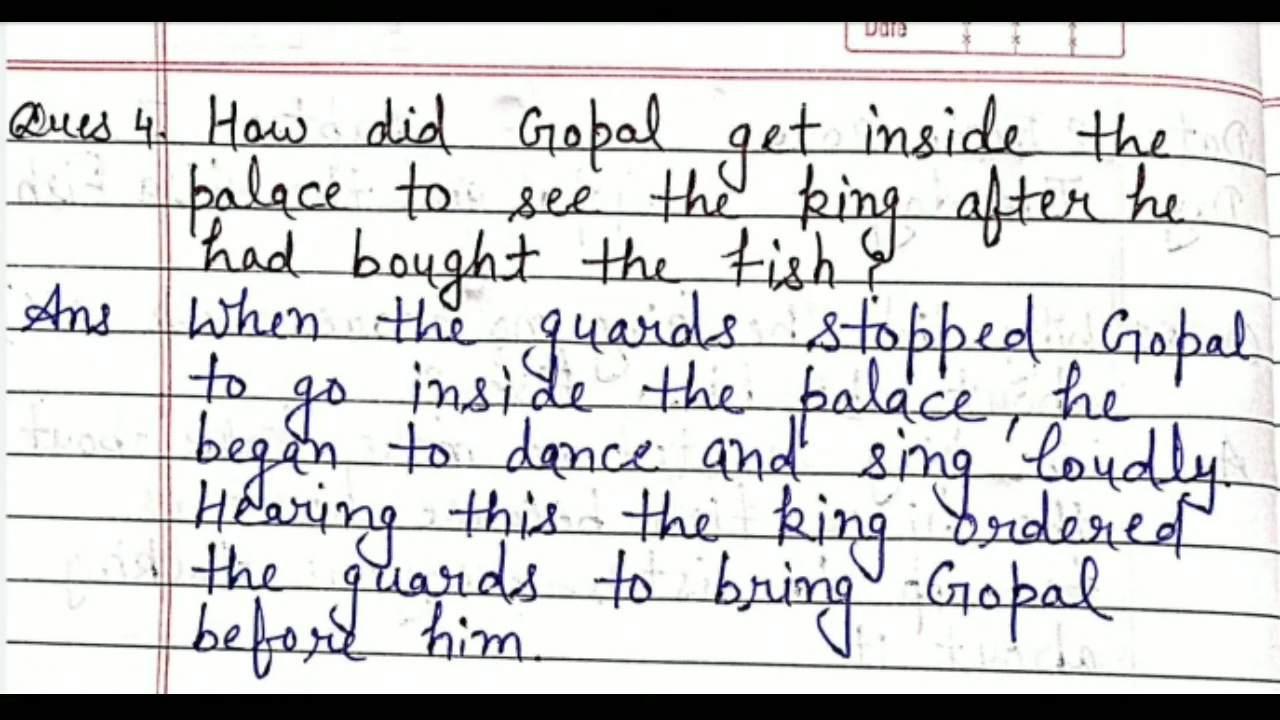 Date
Ques 4. How did Gopal get inside the
palace to see the king after he
had bought the fish?
Ans When the guards stopped Gopal
to go inside the palace, he
began to dance and sing loudly.
Hearing this the king ordered
the guards to bring Gopal
before him.